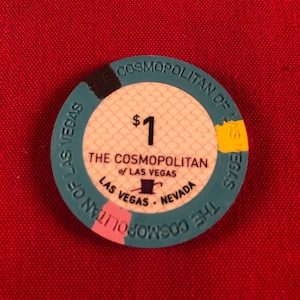 $1
THE COSMOPOLITAN
of LAS VEGAS
LAS VEGAS • NEVADA
THE COSMOPOLITAN OF LAS VEGAS
THE COSMOPOLITAN OF LAS VEGAS